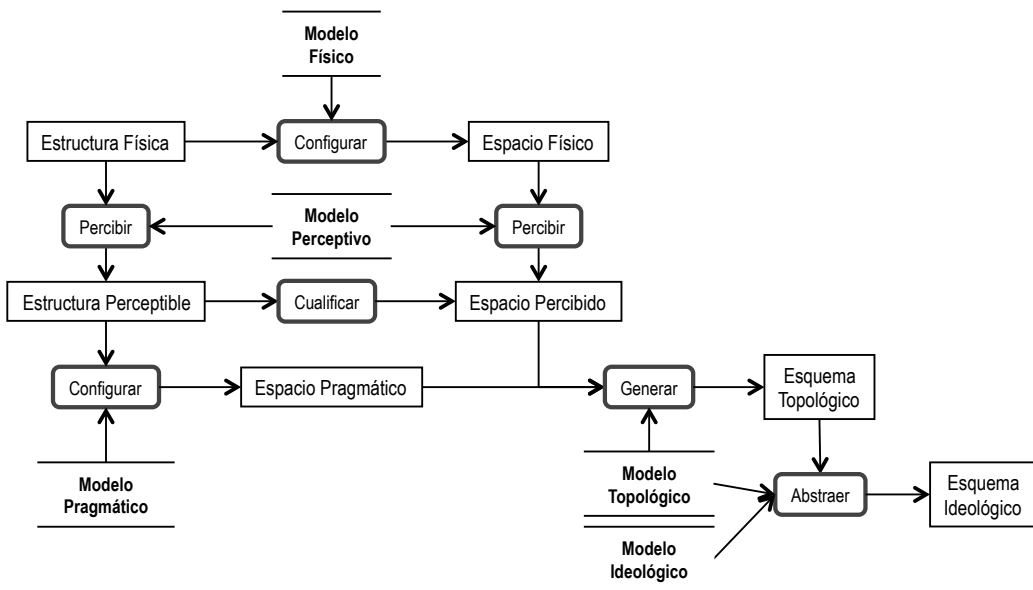 Modelo
Físico
Estructura Física
Configurar
Espacio Físico
Percibir
Modelo
Perceptivo
Percibir
Estructura Perceptible
Cualificar
Espacio Percibido
Configurar
Espacio Pragmático
Generar
Esquema
Topológico
Modelo
Pragmático
Modelo
Topológico
Abstraer
Esquema
Ideológico
Modelo
Ideológico